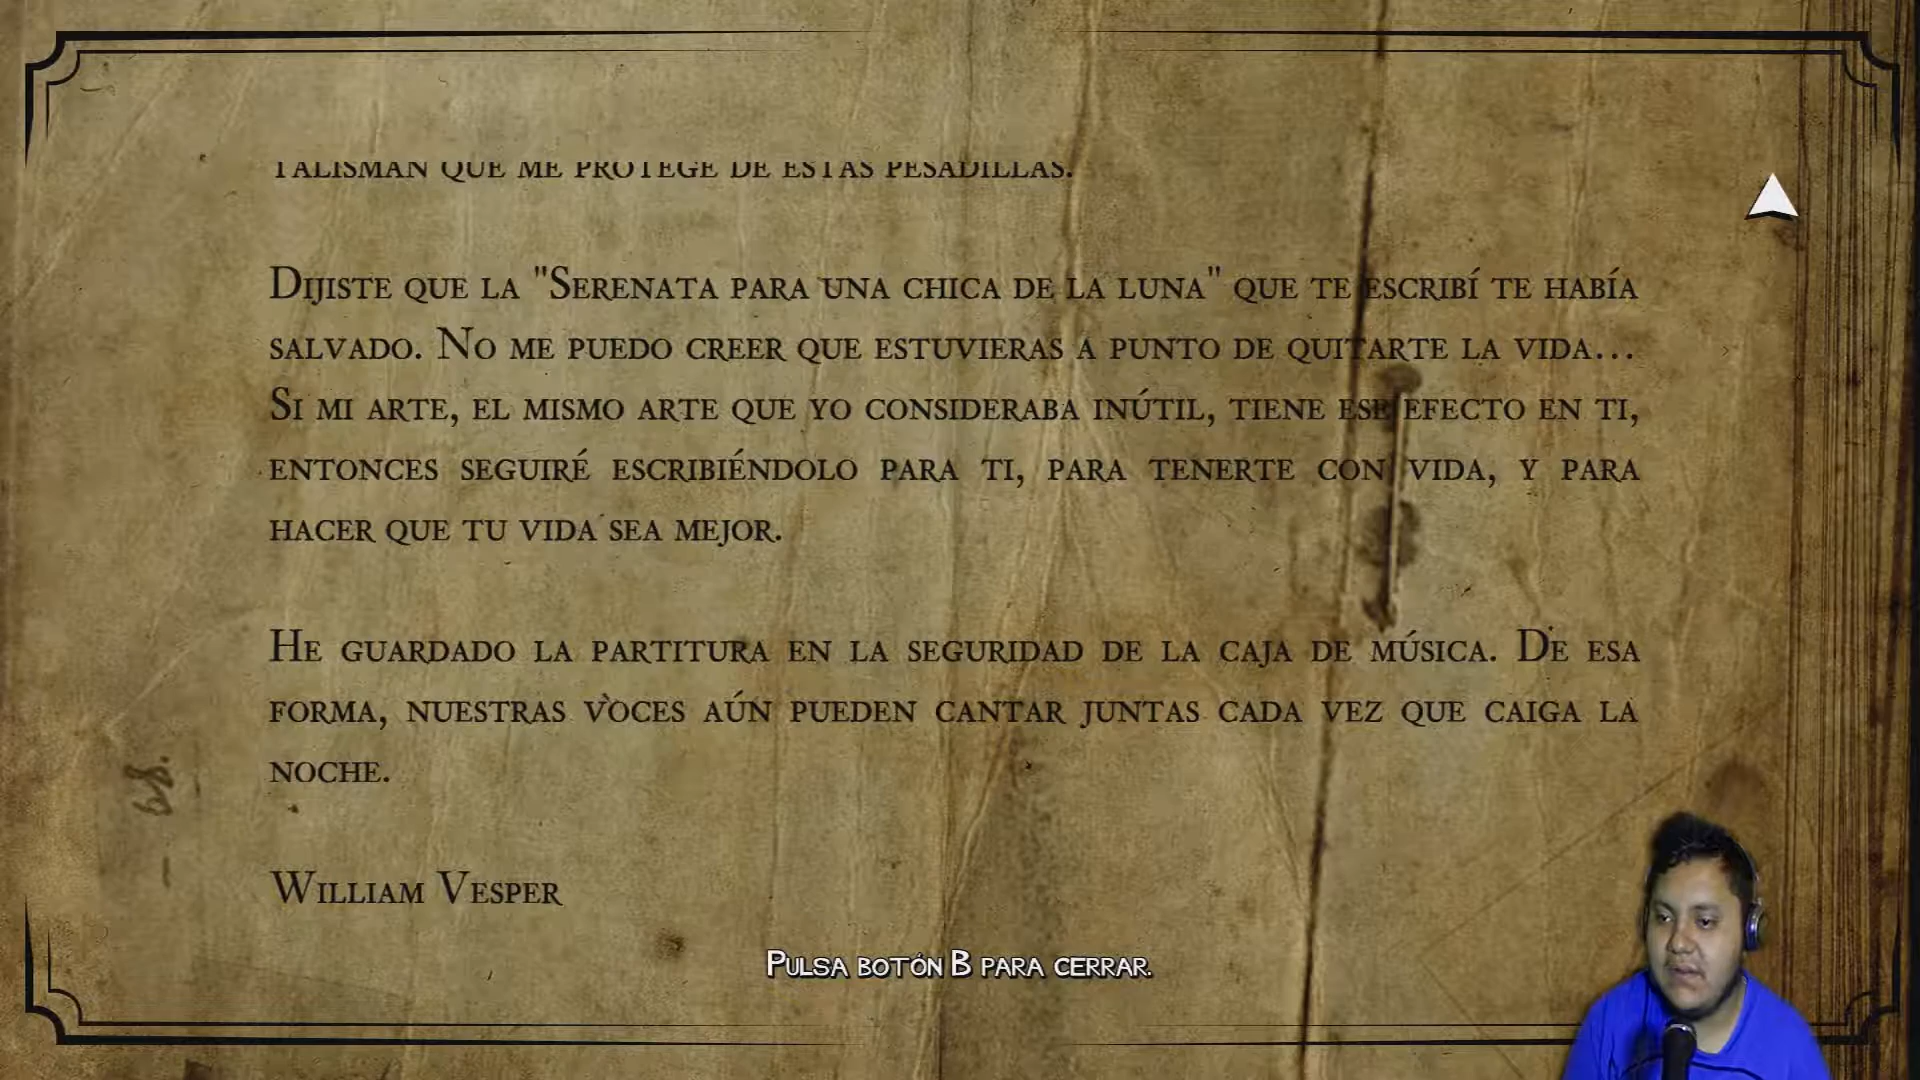 TALISMÁN QUE ME PROTEGE DE ESTAS PESADILLAS.
DIJISTE QUE LA "SERENATA PARA UNA CHICA DE LA LUNA" QUE TE ESCRIBÍ TE HABÍA
SALVADO. NO ME PUEDO CREER QUE ESTUVIERAS A PUNTO DE QUITARTE LA VIDA...
SI MI ARTE, EL MISMO ARTE QUE YO CONSIDERABA INÚTIL, TIENE ESE EFECTO EN TI,
ENTONCES SEGUIRÉ ESCRIBIÉNDOLO PARA TI, PARA TENERTE CON VIDA, Y PARA
HACER QUE TU VIDA SEA MEJOR.
HE GUARDADO LA PARTITURA EN LA SEGURIDAD DE LA CAJA DE MÚSICA. DE ESA
FORMA, NUESTRAS VOCES AÚN PUEDEN CANTAR JUNTAS CADA VEZ QUE CAIGA LA
NOCHE.
WILLIAM VESPER
PULSA BOTÓN B PARA CERRAR.